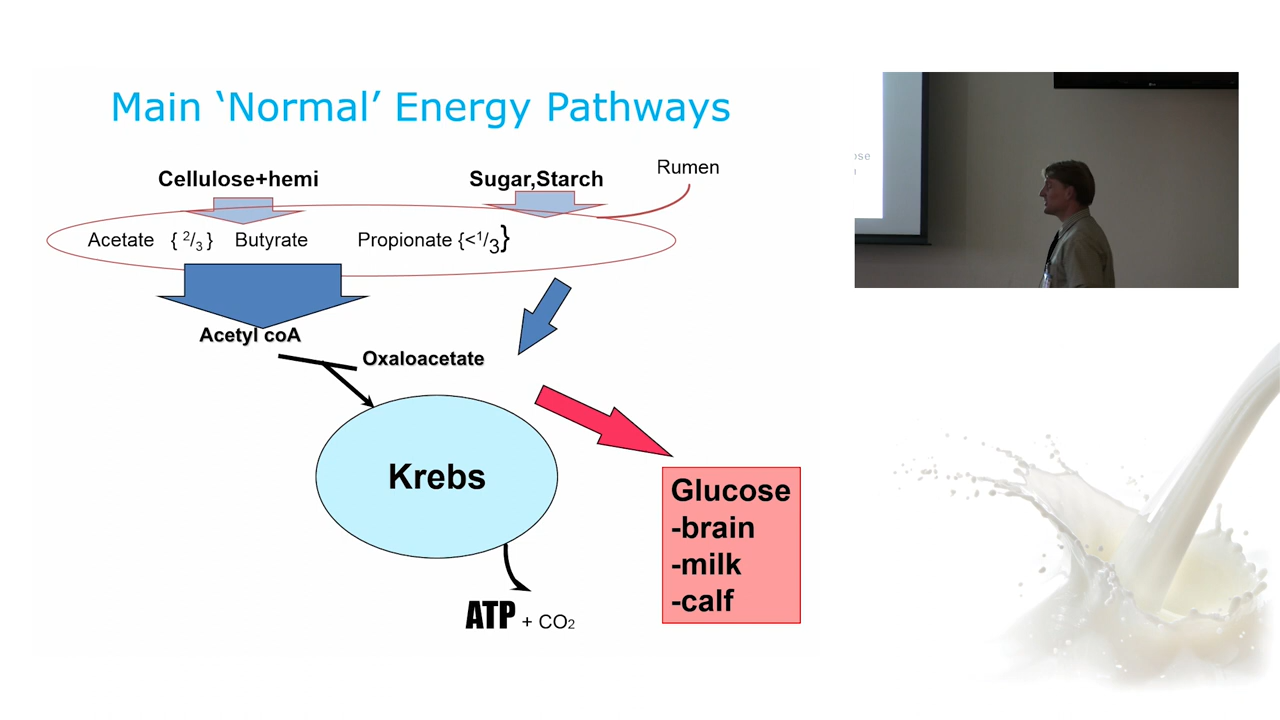 Main ‘Normal’ Energy Pathways
Cellulose+hemi
Sugar,Starch
Rumen
Acetate { 2/3 } Butyrate
Propionate {<1/3}
Acetyl coA
Oxaloacetate
Krebs
Glucose
-brain
-milk
-calf
ATP + CO2